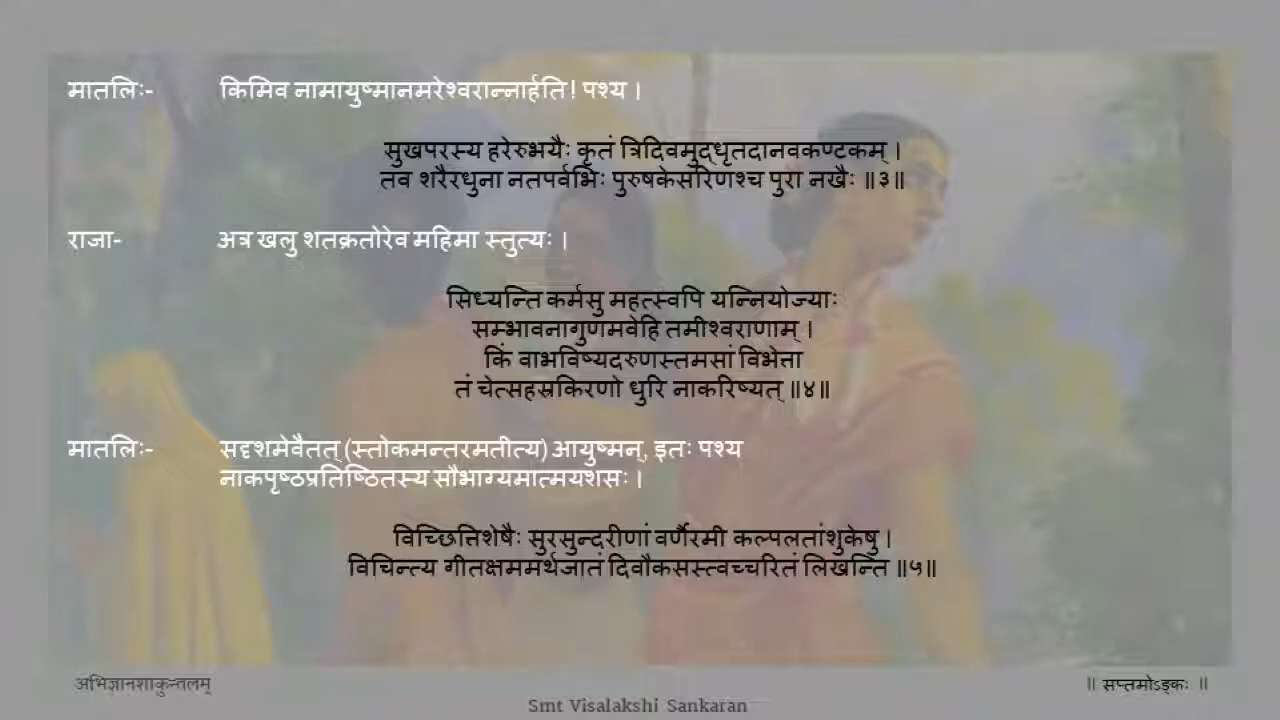 मातलिः- किमिव नामायुष्मानमरेश्वरान्नार्हति ! पश्य ।
सुखपरस्य हरेरुभयैः कृतं त्रिदिवमुद्धृतदानवकण्टकम् ।
तव शरैरधुना नतपर्वभिः पुरुषकेसरिणश्च पुरा नखैः ॥३॥
राजा- अत्र खलु शतक्रतोरेव महिमा स्तुत्यः ।
सिध्यन्ति कर्मसु महत्स्वपि यन्नियोज्याः
सम्भावनागुणमवेहि तमीश्वराणाम् ।
किं वाभविष्यदरुणस्तमसां विभेत्ता
तं चेत्सहस्रकिरणो धुरि नाकरिष्यत् ॥४॥
मातलिः- सदृशमेवैतत् (स्तोकमन्तरमतीत्य) आयुष्मन्, इतः पश्य
नाकपृष्ठप्रतिष्ठितस्य सौभाग्यमात्मयशसः ।
विच्छित्तिशेषैः सुरसुन्दरीणां वर्णैरमी कल्पलतांशुकेषु ।
विचिन्त्य गीतक्षममर्थजातं दिवौकसस्त्वच्चरितं लिखन्ति ॥५॥
अभिज्ञानशाकुन्तलम् ॥ सप्तमोऽङ्कः ॥
Smt Visalakshi Sankaran